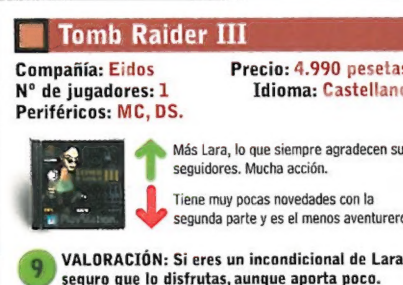 Tomb Raider III
Compañía: Eidos
Precio: 4.990 pesetas
Nº de jugadores: 1
Idioma: Castellano
Periféricos: MC, DS.
Más Lara, lo que siempre agradecen su
seguidores. Mucha acción.
Tiene muy pocas novedades con la
segunda parte y es el menos aventurero
9
VALORACIÓN: Si eres un incondicional de Lara
seguro que lo disfrutas, aunque aporta poco.